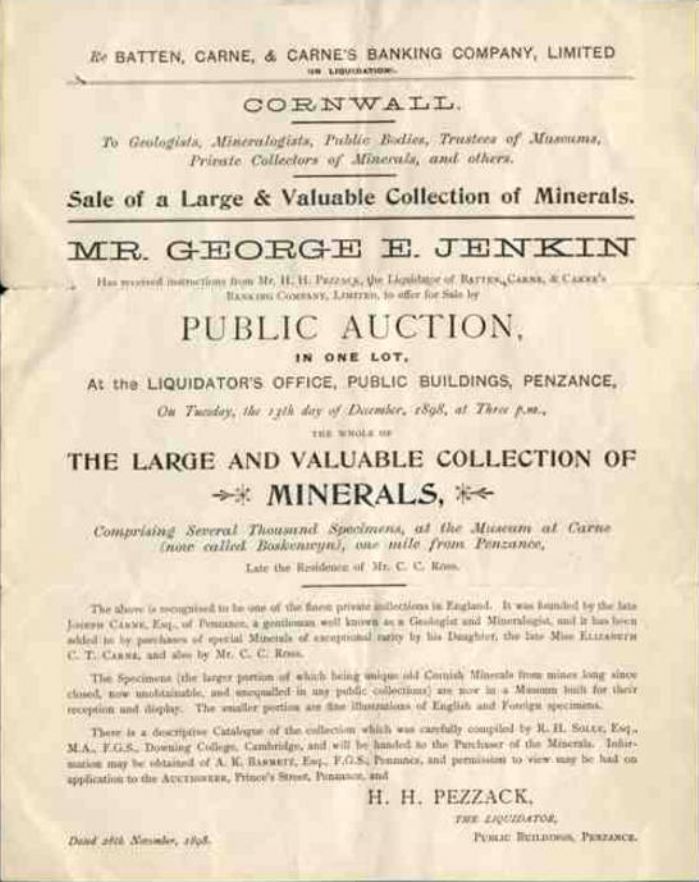 Re BATTEN, CARNE, & CARNE'S BANKING COMPANY, LIMITED
(IN LIQUIDATION).
CORNWALL.
To Geologists, Mineralogists, Public Bodies, Trustees of Museums,
Private Collectors of Minerals, and others.
Sale of a Large & Valuable Collection of Minerals.
MR. GEORGE E. JENKIN
Has received instructions from Mr. H. H. PEZZACK, the Liquidator of BATTEN, CARNE, & CARNE'S
BANKING COMPANY, LIMITED, to offer for Sale by
PUBLIC AUCTION,
IN ONE LOT,
At the LIQUIDATOR'S OFFICE, PUBLIC BUILDINGS, PENZANCE,
On Tuesday, the 13th day of December, 1898, at Three p.m.,
THE WHOLE OF
THE LARGE AND VALUABLE COLLECTION OF
MINERALS,
Comprising Several Thousand Specimens, at the Museum at Carne
(now called Boskenwyn), one mile from Penzance,
Late the Residence of Mr. C. C. Ross.
The above is recognised to be one of the finest private collections in England. It was founded by the late
JOSEPH CARNE, Esq., of Penzance, a gentleman well known as a Geologist and Mineralogist, and it has been
added to by purchases of special Minerals of exceptional rarity by his Daughter, the late Miss ELIZABETH
C. T. CARNE, and also by Mr. C. C. Ross.
The Specimens (the larger portion of which being unique old Cornish Minerals from mines long since
closed, now unobtainable, and unequalled in any public collections) are now in a Museum built for their
reception and display. The smaller portion are fine illustrations of English and Foreign specimens.
There is a descriptive Catalogue of the collection which was carefully compiled by R. H. SOLLY, Esq.,
M.A., F.G.S., Downing College, Cambridge, and will be handed to the Purchaser of the Minerals. Infor-
mation may be obtained of A. K. BARNETT, Esq., F.G.S., Penzance, and permission to view may be had on
application to the AUCTIONEER, Prince's Street, Penzance, and
H. H. PEZZACK,
THE LIQUIDATOR,
PUBLIC BUILDINGS, PENZANCE.
Dated 28th November, 1898.